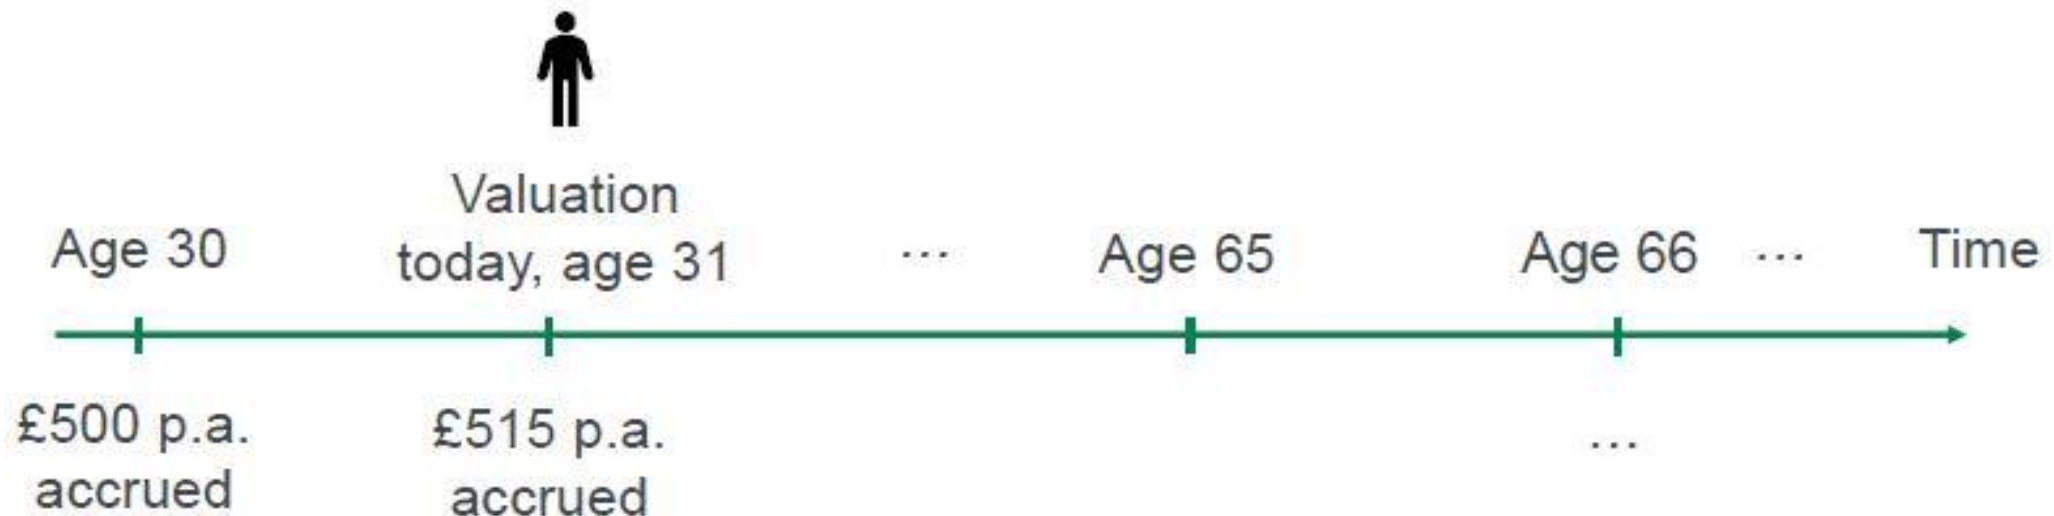 Valuation
Age 30 today, age 31 ... Age 65 Age 66 ... Time
£500 p.a. £515 p.a. ...
accrued accrued